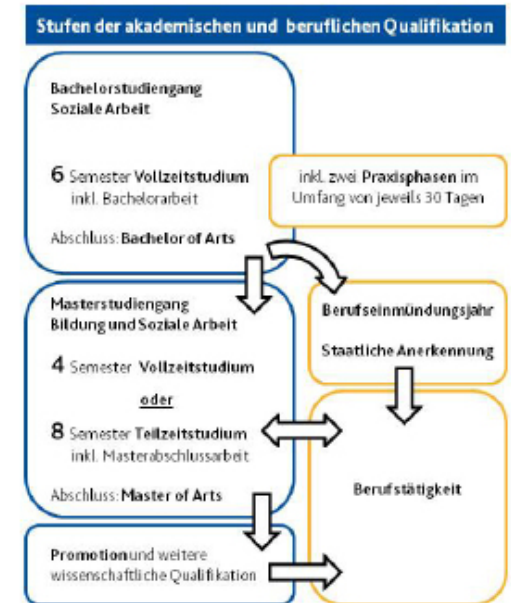 Stufen der akademischen und beruflichen Qualifikation
Bachelorstudiengang
Soziale Arbeit
6 Semester Vollzeitstudium
inkl. Bachelorarbeit
Abschluss: Bachelor of Arts
inkl. zwei Praxisphasen im
Umfang von jeweils 30 Tagen
Masterstudiengang
Bildung und Soziale Arbeit
4 Semester Vollzeitstudium
oder
8 Semester Teilzeitstudium
inkl. Masterabschlussarbeit
Abschluss: Master of Arts
Berufseinmündungsjahr
Staatliche Anerkennung
Berufstätigkeit
Promotion und weitere
wissenschaftliche Qualifikation